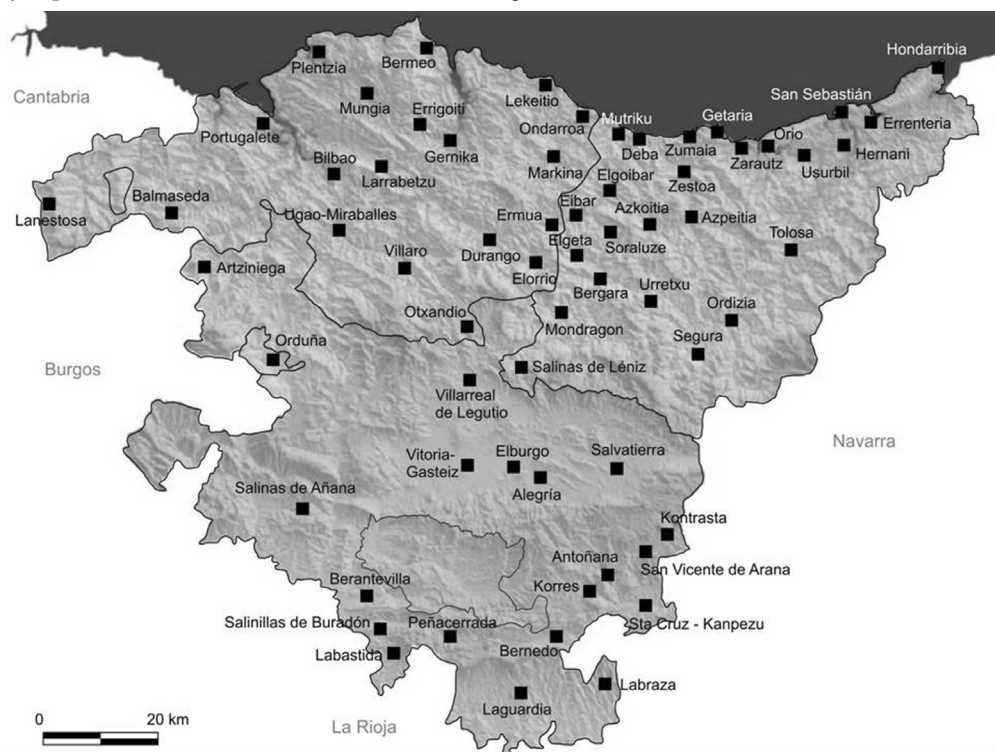 Hondarribia
Plentzia
Bermeo
Cantabria
Mungia
Errigoiti
Lekeitio
San Sebastián
Getaria
Mutriku
Ondarroa
Errenteria
Portugalete
Gernika
Deba
Zumaia
Orio
Zarautz
Hernani
Usurbil
Bilbao
Larrabetzu
Markina
Elgoibar
Zestoa
Balmaseda
Lanestosa
Ugao-Miraballes
Ermua
Eibar
Azkoitia
Azpeitia
Tolosa
Elgeta
Soraluze
Durango
Villaro
Elorrio
Artziniega
Bergara
Urretxu
Ordizia
Otxandio
Mondragon
Segura
Orduña
Burgos
Salinas de Léniz
Villarreal
de Legutio
Navarra
Vitoria-
Gasteiz
Elburgo
Salvatierra
Alegría
Salinas de Añana
Kontrasta
Antoñana
San Vicente de Arana
Berantevilla
Korres
Salinillas de Buradón
Peñacerrada
Sta Cruz - Kanpezu
Labastida
Bernedo
Labraza
Laguardia
La Rioja
0 20 km